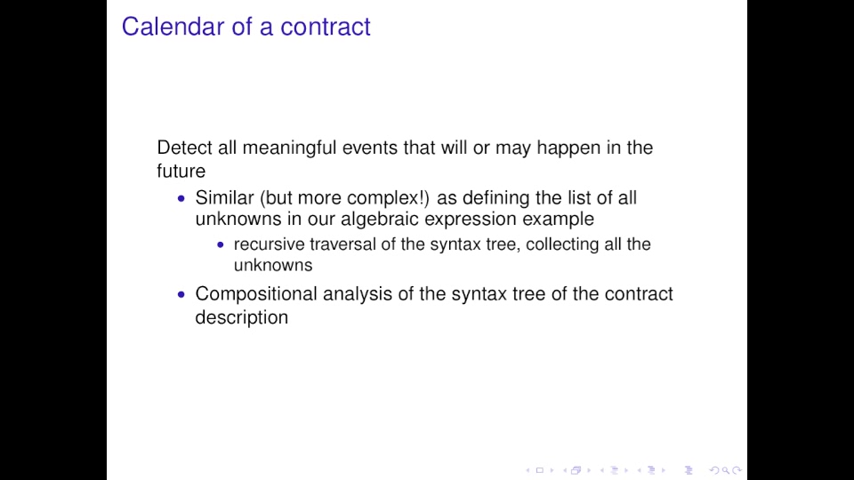 Calendar of a contract
Detect all meaningful events that will or may happen in the
future
• Similar (but more complex!) as defining the list of all
unknowns in our algebraic expression example
• recursive traversal of the syntax tree, collecting all the
unknowns
• Compositional analysis of the syntax tree of the contract
description